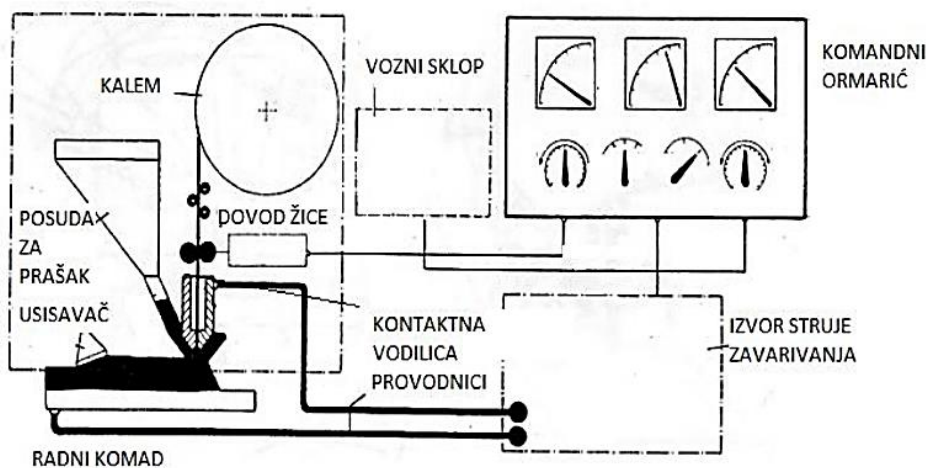 KALEM
VOZNI SKLOP
KOMANDNI
ORMARIĆ
POSUDA
ZA
PRAŠAK
USISAVAČ
DOVOD ŽICE
KONTAKTNA
VODILICA
PROVODNICI
IZVOR STRUJE
ZAVARIVANJA
RADNI KOMAD